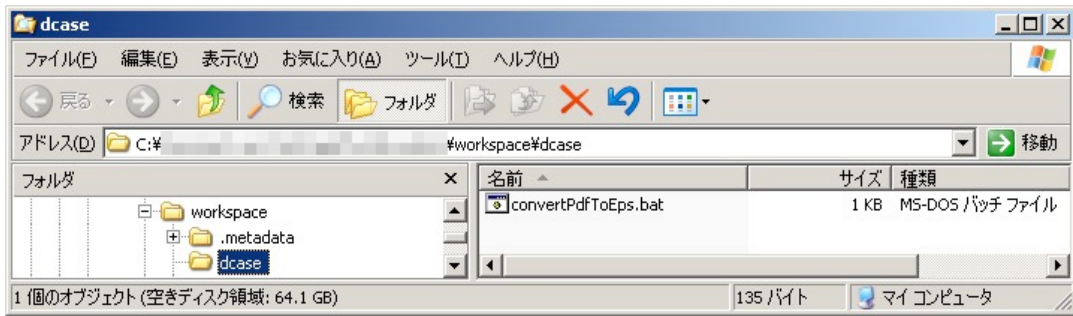 dcase
ファイル(F) 編集(E) 表示(V) お気に入り(A) ツール(T) ヘルプ(H)
戻る 検索 フォルダ
アドレス(D) C:¥ ¥workspace¥dcase 移動
フォルダ × 名前 サイズ 種類
workspace convertPdfToEps.bat 1 KB MS-DOS バッチ ファイル
.metadata
dcase
1 個のオブジェクト (空きディスク領域: 64.1 GB) 135 バイト マイ コンピュータ